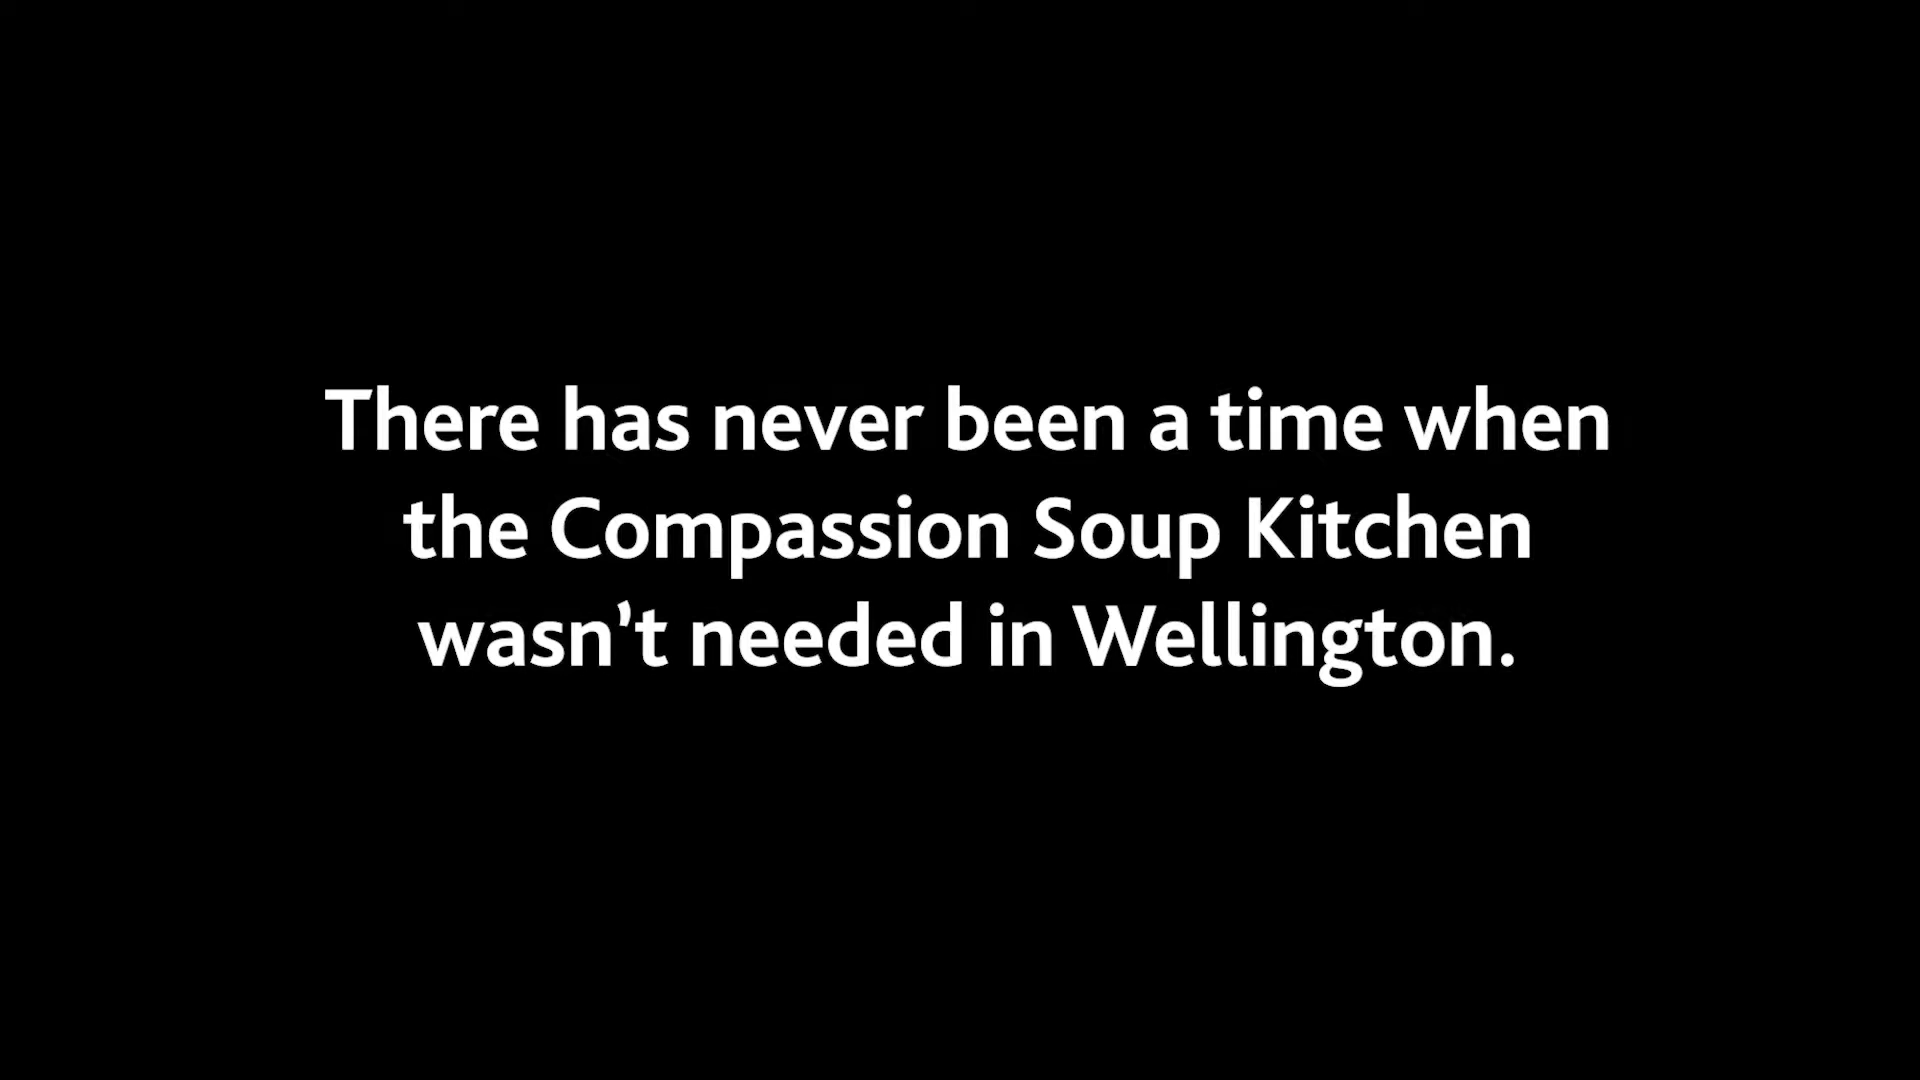 There has never been a time when
the Compassion Soup Kitchen
wasn’t needed in Wellington.